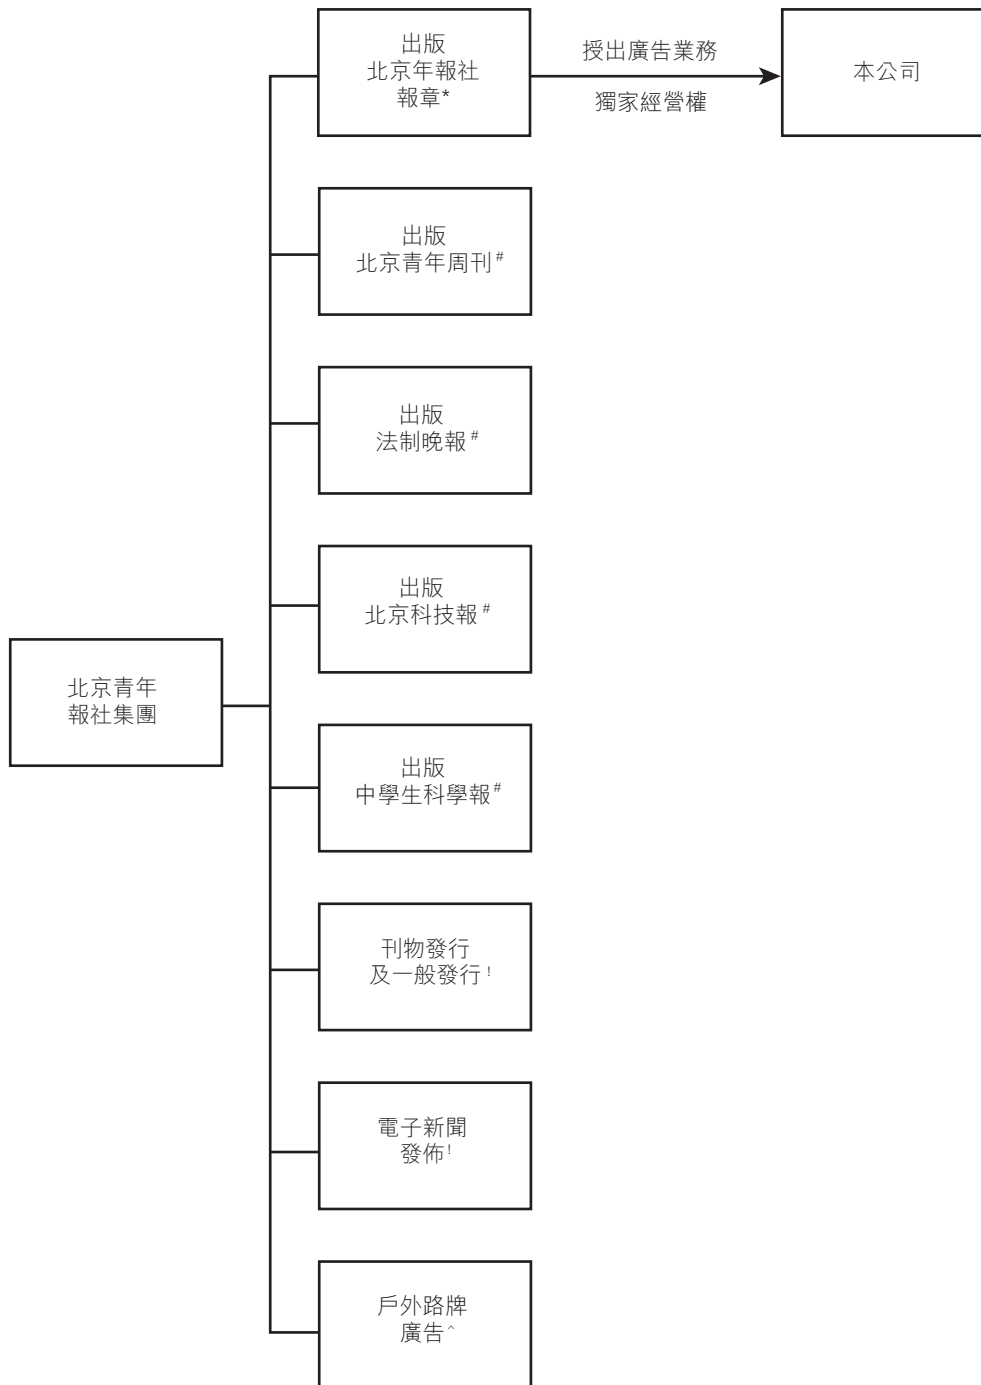 出版
北京年報社
報章*
授出廣告業務
獨家經營權
本公司
出版
北京青年周刊#
出版
法制晚報#
出版
北京科技報#
北京青年
報社集團
出版
中學生科學報#
刊物發行
及一般發行!
電子新聞
發佈!
戶外路牌
廣告^